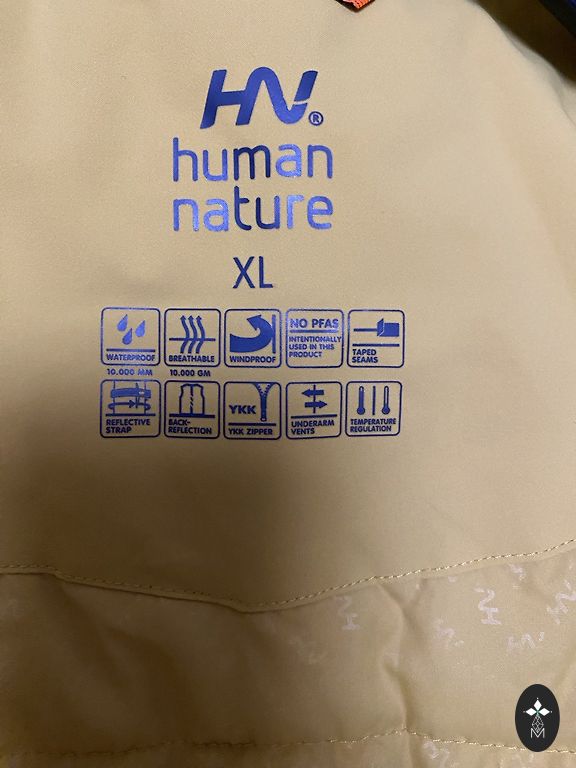 HN®
human
nature
XL
WATERPROOF
10.000 MM
BREATHABLE
10.000 GM
WINDPROOF
NO PFAS
INTENTIONALLY
USED IN THIS
PRODUCT
TAPED
SEAMS
REFLECTIVE
STRAP
BACK-
REFLECTION
YKK
YKK ZIPPER
UNDERARM
VENTS
TEMPERATURE
REGULATION